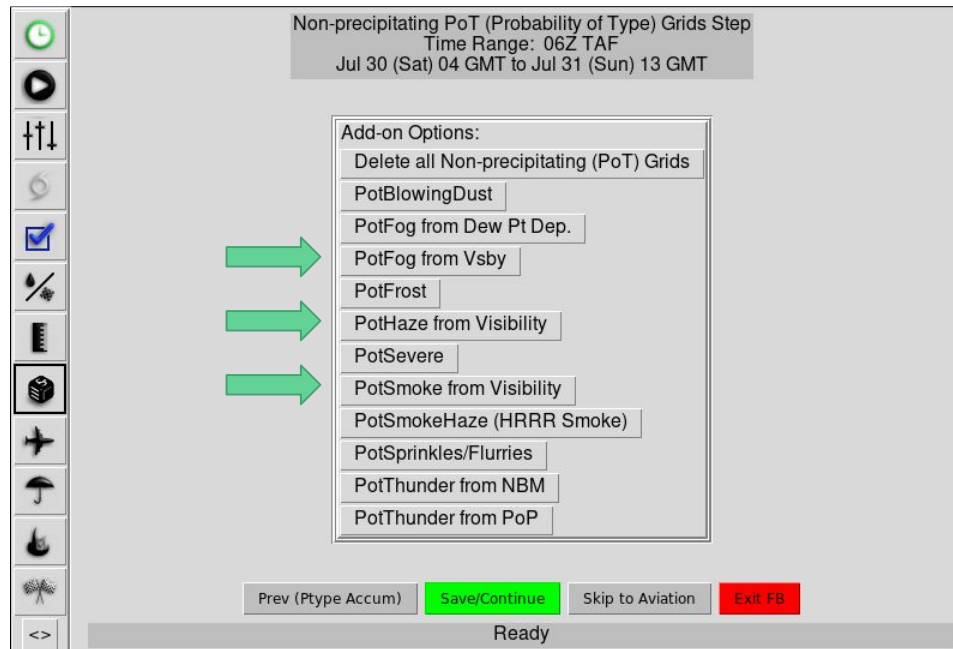 Non-precipitating PoT (Probability of Type) Grids Step
Time Range: 06Z TAF
Jul 30 (Sat) 04 GMT to Jul 31 (Sun) 13 GMT
Add-on Options:
Delete all Non-precipitating (PoT) Grids
PotBlowingDust
PotFog from Dew Pt Dep.
PotFog from Vsby
PotFrost
PotHaze from Visibility
PotSevere
PotSmoke from Visibility
PotSmokeHaze (HRRR Smoke)
PotSprinkles/Flurries
PotThunder from NBM
PotThunder from PoP
Prev (Ptype Accum) Save/Continue Skip to Aviation Exit FB
<> Ready